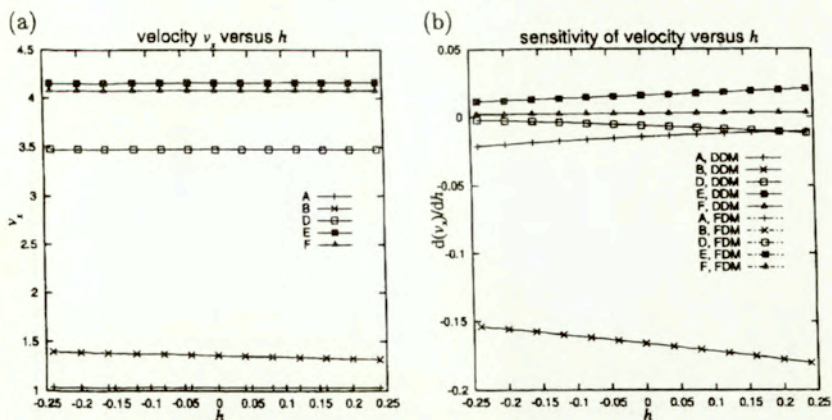 (a)
velocity v_x versus h
4.5
4
3.5
3
2.5
2
1.5
1
-0.25 -0.2 -0.15 -0.1 -0.05 0 0.05 0.1 0.15 0.2 0.25
v_x
h
A
B
D
E
F
(b)
sensitivity of velocity versus h
0.05
0
-0.05
-0.1
-0.15
-0.2
-0.25 -0.2 -0.15 -0.1 -0.05 0 0.05 0.1 0.15 0.20 0.25
d(v_x)/dh
h
A, DDM
B, DDM
D, DDM
E, DDM
F, DDM
A, FDM
B, FDM
D, FDM
E, FDM
F, FDM